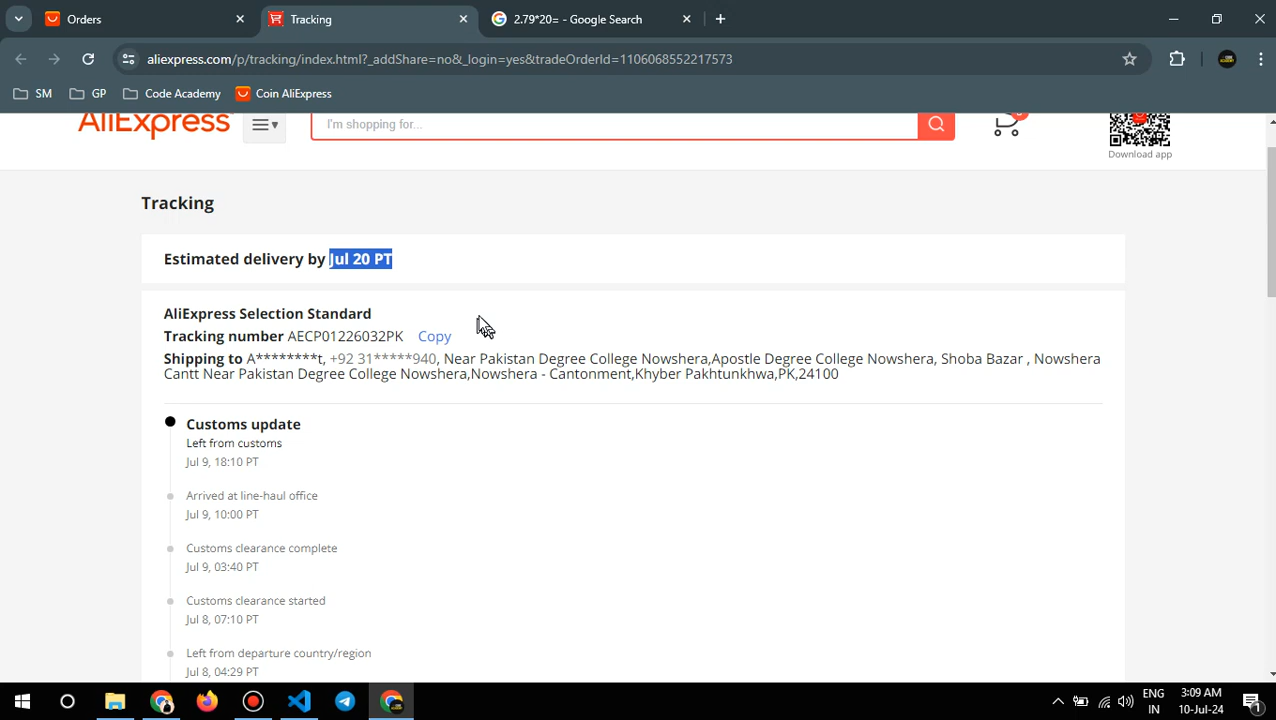 Orders
Tracking
2.79*20= - Google Search
aliexpress.com/p/tracking/index.html?_addShare=no&_login=yes&tradeOrderId=1106068552217573
SM
GP
Code Academy
Coin AliExpress
AliExpress
I'm shopping for...
Download app
Tracking
Estimated delivery by Jul 20 PT
AliExpress Selection Standard
Tracking number AECP01226032PK Copy
Shipping to A********t, +92 31*****940, Near Pakistan Degree College Nowshera,Apostle Degree College Nowshera, Shoba Bazar , Nowshera
Cantt Near Pakistan Degree College Nowshera,Nowshera - Cantonment,Khyber Pakhtunkhwa,PK,24100
Customs update
Left from customs
Jul 9, 18:10 PT
Arrived at line-haul office
Jul 9, 10:00 PT
Customs clearance complete
Jul 9, 03:40 PT
Customs clearance started
Jul 8, 07:10 PT
Left from departure country/region
Jul 8, 04:29 PT
ENG
IN
3:09 AM
10-Jul-24
1